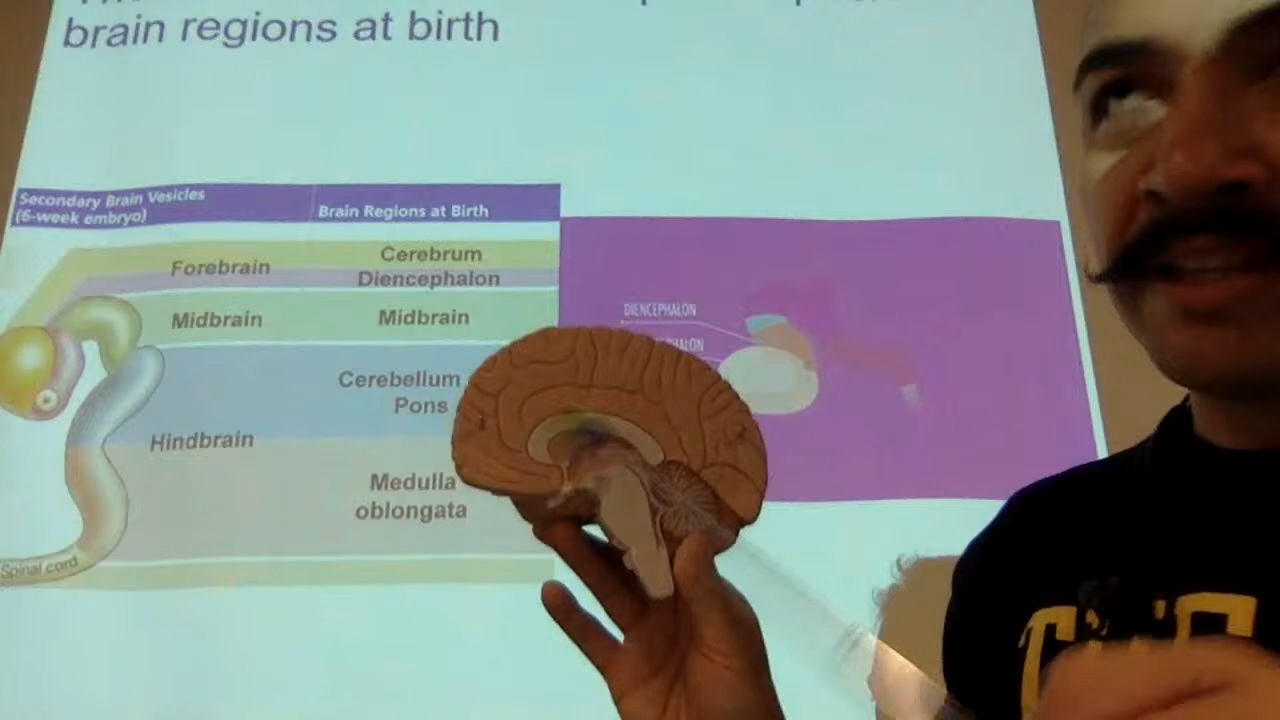 brain regions at birth
Secondary Brain Vesicles
(6-week embryo)
Brain Regions at Birth
Forebrain
Cerebrum
Diencephalon
Midbrain
Midbrain
Cerebellum
Pons
Hindbrain
Medulla
oblongata
Spinal cord
DIENCEPHALON